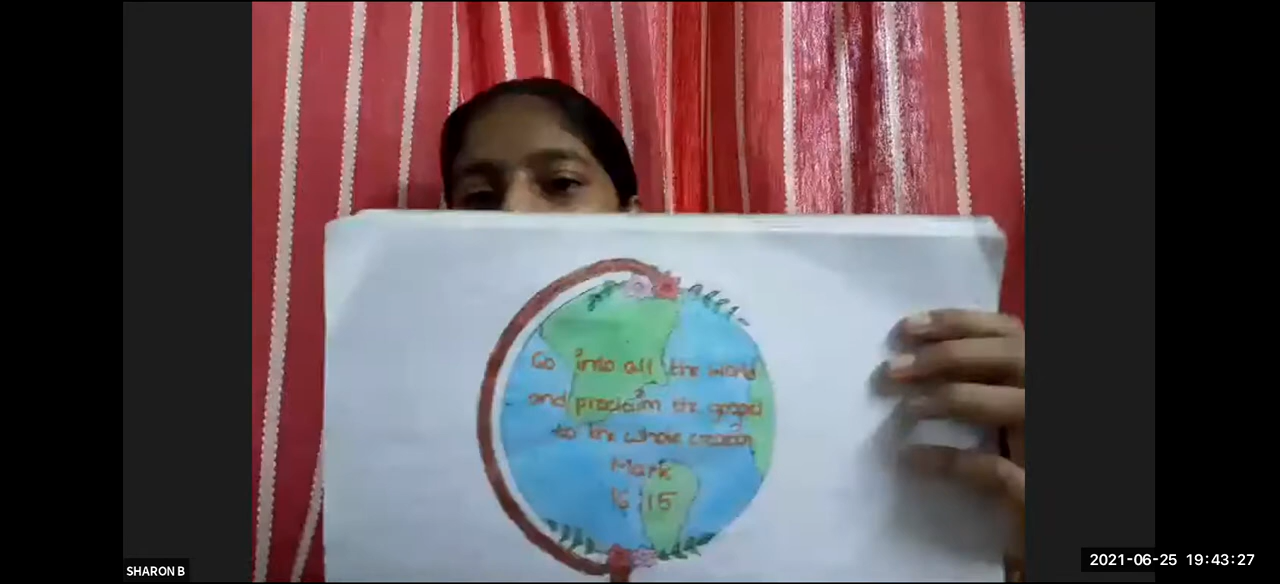 Go into all the world
and proclaim the gospel
to the whole creation
Mark
16:15
SHARON B
2021-06-25 19:43:27